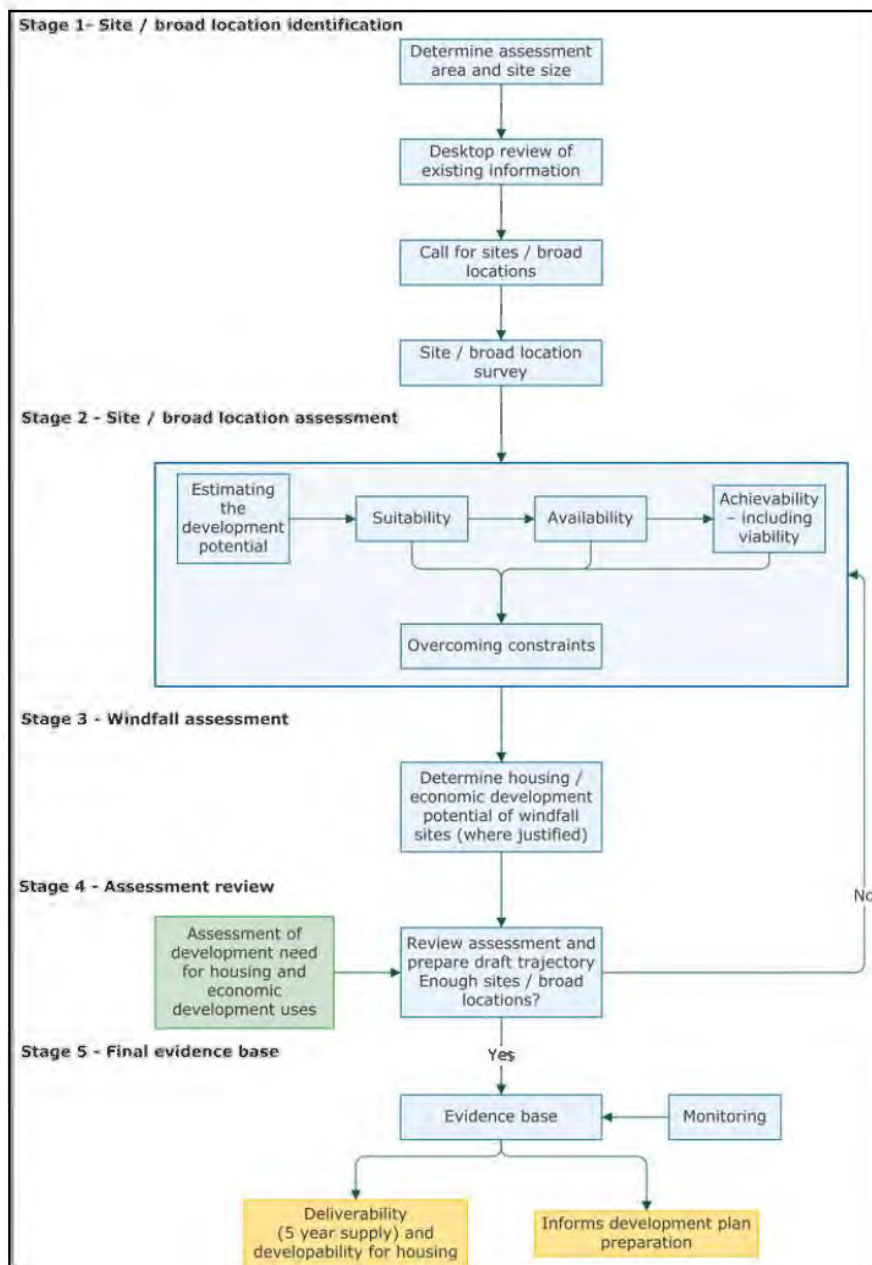 Stage 1- Site / broad location identification
Determine assessment
area and site size
Desktop review of
existing information
Call for sites / broad
locations
Site / broad location
survey
Stage 2 - Site / broad location assessment
Estimating
the
development
potential
Suitability
Availability
Achievability
– including
viability
Overcoming constraints
Stage 3 - Windfall assessment
Determine housing /
economic development
potential of windfall
sites (where justified)
Stage 4 - Assessment review
No
Assessment of
development need
for housing and
economic
development uses
Review assessment and
prepare draft trajectory
Enough sites / broad
locations?
Stage 5 - Final evidence base
Yes
Evidence base
Monitoring
Deliverability
(5 year supply) and
developability for housing
Informs development plan
preparation